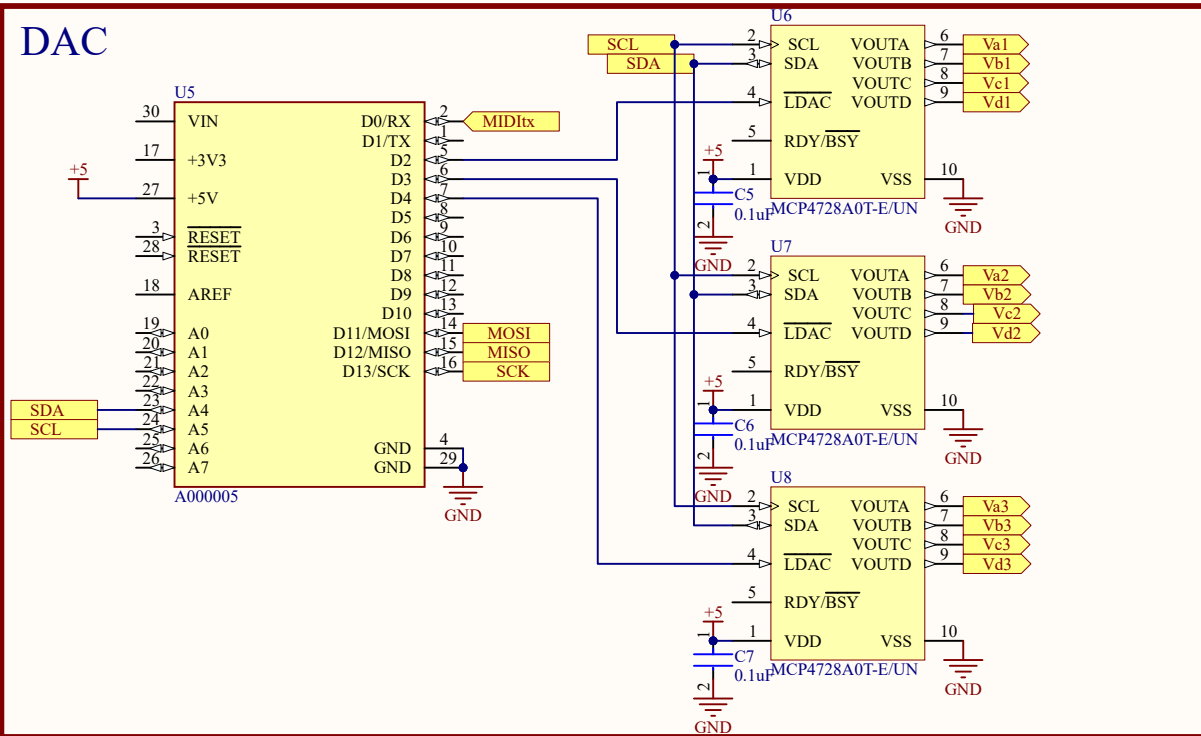 DAC
U5
30 VIN
17 +3V3
+5
27 +5V
3 RESET
28 RESET
18 AREF
19 A0
20 A1
21 A2
22 A3
SDA 23 A4
SCL 24 A5
25 A6
26 A7
D0/RX 2 MIDItx
D1/TX 1
D2 5
D3 6
D4 7
D5 8
D6 9
D7 10
D8 11
D9 12
D10 13
D11/MOSI 14 MOSI
D12/MISO 15 MISO
D13/SCK 16 SCK
GND 4
GND 29
GND
A000005
U6
SCL 2 SCL VOUTA 6 Va1
SDA 3 SDA VOUTB 7 Vb1
VOUTC 8 Vc1
4 LDAC VOUTD 9 Vd1
5 RDY/BSY
+5
1 VDD VSS 10
1
C5
0.1uF
2
GND
GND
MCP4728A0T-E/UN
U7
2 SCL VOUTA 6 Va2
3 SDA VOUTB 7 Vb2
VOUTC 8 Vc2
4 LDAC VOUTD 9 Vd2
5 RDY/BSY
+5
1 VDD VSS 10
1
C6
0.1uF
2
GND
GND
MCP4728A0T-E/UN
U8
2 SCL VOUTA 6 Va3
3 SDA VOUTB 7 Vb3
VOUTC 8 Vc3
4 LDAC VOUTD 9 Vd3
5 RDY/BSY
+5
1 VDD VSS 10
1
C7
0.1uF
2
GND
GND
MCP4728A0T-E/UN